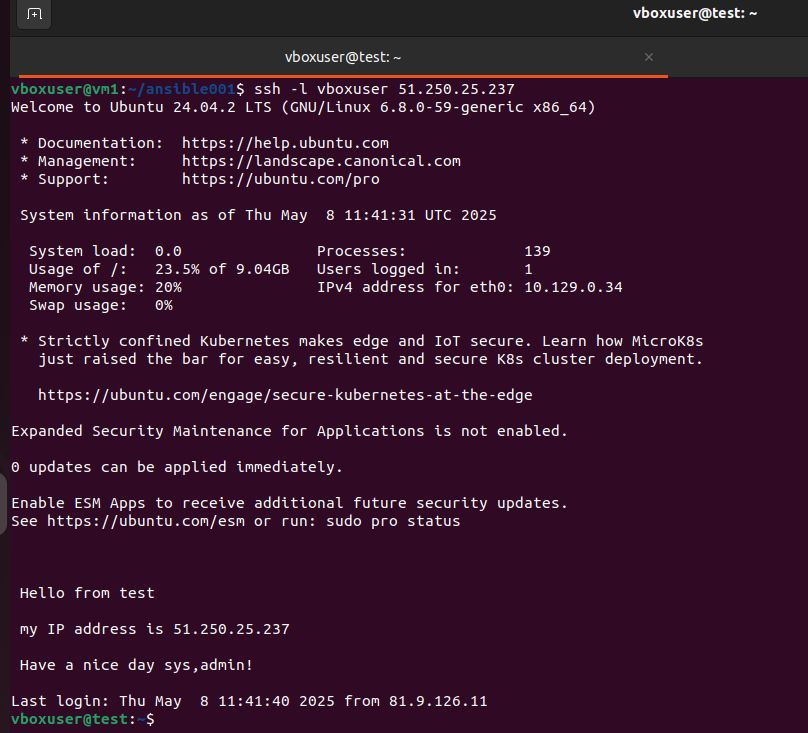 vboxuser@test: ~
vboxuser@test: ~ ×
vboxuser@vm1:~/ansible001$ ssh -l vboxuser 51.250.25.237
Welcome to Ubuntu 24.04.2 LTS (GNU/Linux 6.8.0-59-generic x86_64)
* Documentation:  https://help.ubuntu.com
* Management:     https://landscape.canonical.com
* Support:        https://ubuntu.com/pro
System information as of Thu May  8 11:41:31 UTC 2025
System load:  0.0               Processes:             139
Usage of /:   23.5% of 9.04GB   Users logged in:       1
Memory usage: 20%               IPv4 address for eth0: 10.129.0.34
Swap usage:   0%
* Strictly confined Kubernetes makes edge and IoT secure. Learn how MicroK8s
just raised the bar for easy, resilient and secure K8s cluster deployment.
https://ubuntu.com/engage/secure-kubernetes-at-the-edge
Expanded Security Maintenance for Applications is not enabled.
0 updates can be applied immediately.
Enable ESM Apps to receive additional future security updates.
See https://ubuntu.com/esm or run: sudo pro status
Hello from test
my IP address is 51.250.25.237
Have a nice day sys,admin!
Last login: Thu May  8 11:41:40 2025 from 81.9.126.11
vboxuser@test:~$